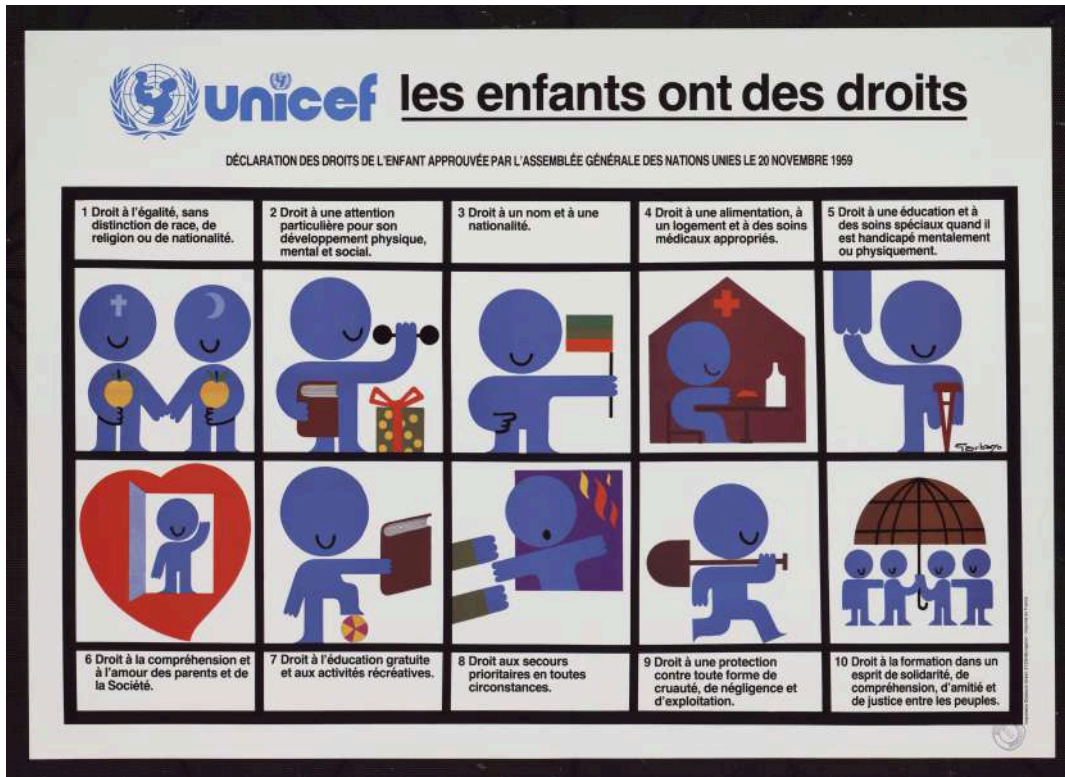 unicef les enfants ont des droits
DÉCLARATION DES DROITS DE L'ENFANT APPROUVÉE PAR L'ASSEMBLÉE GÉNÉRALE DES NATIONS UNIES LE 20 NOVEMBRE 1959
1 Droit à l'égalité, sans
distinction de race, de
religion ou de nationalité.
2 Droit à une attention
particulière pour son
développement physique,
mental et social.
3 Droit à un nom et à une
nationalité.
4 Droit à une alimentation, à
un logement et à des soins
médicaux appropriés.
5 Droit à une éducation et à
des soins spéciaux quand il
est handicapé mentalement
ou physiquement.
6 Droit à la compréhension et
à l'amour des parents et de
la Société.
7 Droit à l'éducation gratuite
et aux activités récréatives.
8 Droit aux secours
prioritaires en toutes
circonstances.
9 Droit à une protection
contre toute forme de
cruauté, de négligence et
d'exploitation.
10 Droit à la formation dans un
esprit de solidarité, de
compréhension, d'amitié et
de justice entre les peuples.